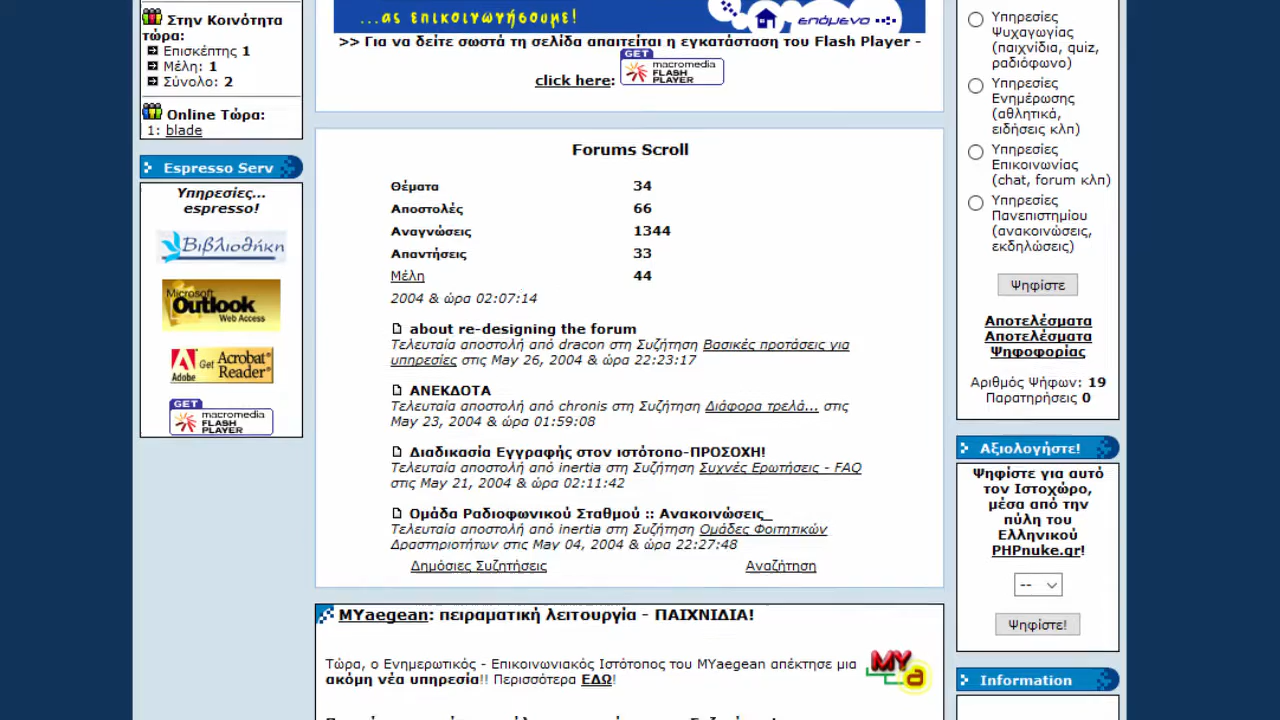 Στην Κοινότητα
τώρα:
Επισκέπτης 1
Μέλη: 1
Σύνολο: 2
Online Τώρα:
1: blade
Espresso Serv
Υπηρεσίες...
espresso!
Βιβλιοθήκη
Microsoft
Outlook
Web Access
Adobe
Get Acrobat
Reader
GET
macromedia
FLASH
PLAYER
...ας επικοινωνήσουμε!
επόμενο
>> Για να δείτε σωστά τη σελίδα απαιτείται η εγκατάσταση του Flash Player -
click here:
GET
macromedia
FLASH
PLAYER
Forums Scroll
Θέματα 34
Αποστολές 66
Αναγνώσεις 1344
Απαντήσεις 33
Μέλη 44
2004 & ώρα 02:07:14
about re-designing the forum
Τελευταία αποστολή από dracon στη Συζήτηση Βασικές προτάσεις για
υπηρεσίες στις May 26, 2004 & ώρα 22:23:17
ΑΝΕΚΔΟΤΑ
Τελευταία αποστολή από chronis στη Συζήτηση Διάφορα τρελά... στις
May 23, 2004 & ώρα 01:59:08
Διαδικασία Εγγραφής στον ιστότοπο-ΠΡΟΣΟΧΗ!
Τελευταία αποστολή από inertia στη Συζήτηση Συχνές Ερωτήσεις - FAQ
στις May 21, 2004 & ώρα 02:11:42
Ομάδα Ραδιοφωνικού Σταθμού :: Ανακοινώσεις_
Τελευταία αποστολή από inertia στη Συζήτηση Ομάδες Φοιτητικών
Δραστηριοτήτων στις May 04, 2004 & ώρα 22:27:48
Δημόσιες Συζητήσεις Αναζήτηση
MYaegean: πειραματική λειτουργία - ΠΑΙΧΝΙΔΙΑ!
Τώρα, ο Ενημερωτικός - Επικοινωνιακός Ιστότοπος του MYaegean απέκτησε μια
ακόμη νέα υπηρεσία!! Περισσότερα ΕΔΩ!
MY
a
Υπηρεσίες
Ψυχαγωγίας
(παιχνίδια, quiz,
ραδιόφωνο)
Υπηρεσίες
Ενημέρωσης
(αθλητικά,
ειδήσεις κλπ)
Υπηρεσίες
Επικοινωνίας
(chat, forum κλπ)
Υπηρεσίες
Πανεπιστημίου
(ανακοινώσεις,
εκδηλώσεις)
Ψηφίστε
Αποτελέσματα
Αποτελέσματα
Ψηφοφορίας
Αριθμός Ψήφων: 19
Παρατηρήσεις 0
Αξιολογήστε!
Ψηφίστε για αυτό
τον Ιστοχώρο,
μέσα από την
πύλη του
Ελληνικού
PHPnuke.gr!
--
Ψηφίστε!
Information